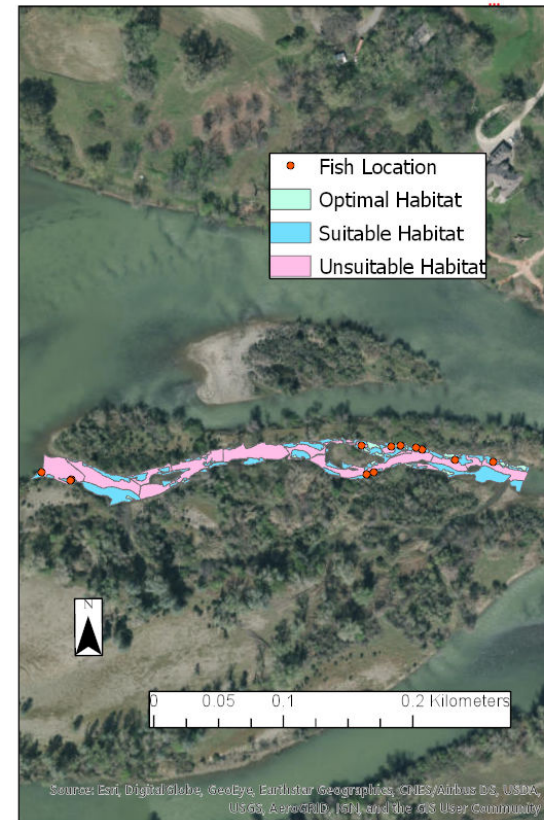 Fish Location
Optimal Habitat
Suitable Habitat
Unsuitable Habitat
N
0 0.05 0.1 0.2 Kilometers
Source: Esri, DigitalGlobe, GeoEye, Earthstar Geographics, CNES/Airbus DS, USDA,
USGS, AeroGRID, IGN, and the GIS User Community